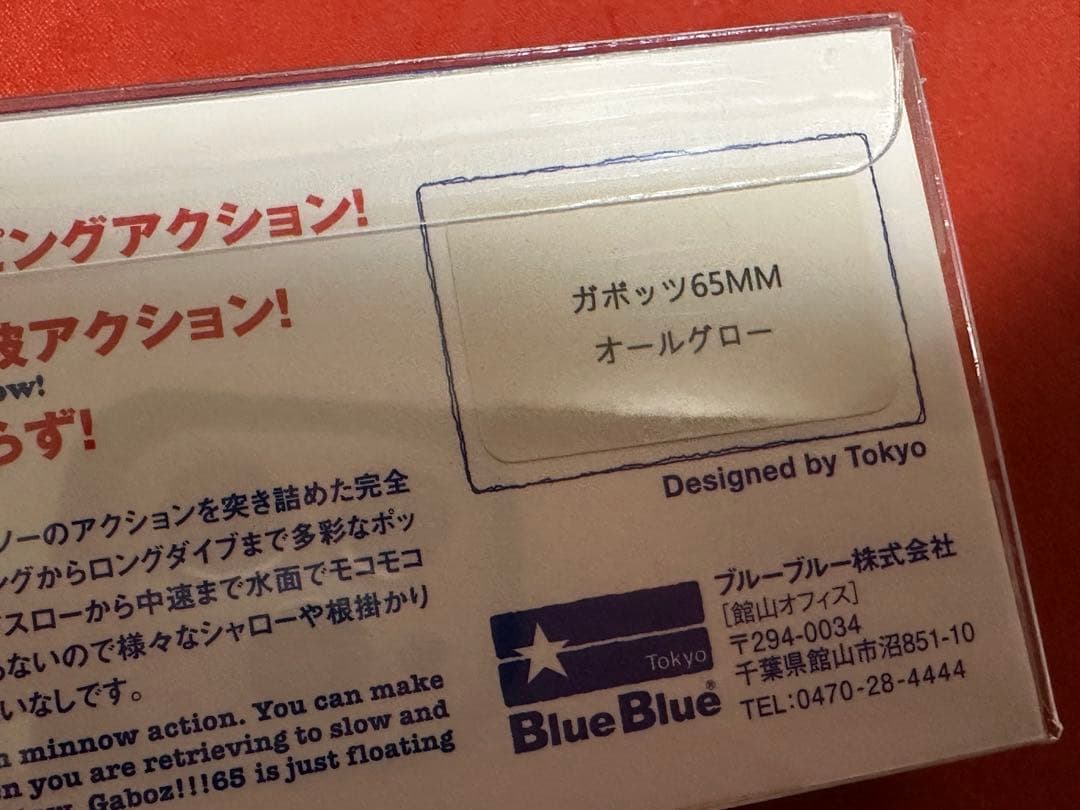 ピングアクション!
波アクション!
ow!
らず!
ソーのアクションを突き詰めた完全
ングからロングダイブまで多彩なポッ
スローから中速まで水面でモコモコ
らないので様々なシャローや根掛かり
いなしです。
n minnow action. You can make
en you are retrieving to slow and
Gaboz!!!65 is just floating
ガボッツ65MM
オールグロー
Designed by Tokyo
Tokyo
BlueBlue®
ブルーブルー株式会社
[館山オフィス]
〒294-0034
千葉県館山市沼851-10
TEL:0470-28-4444